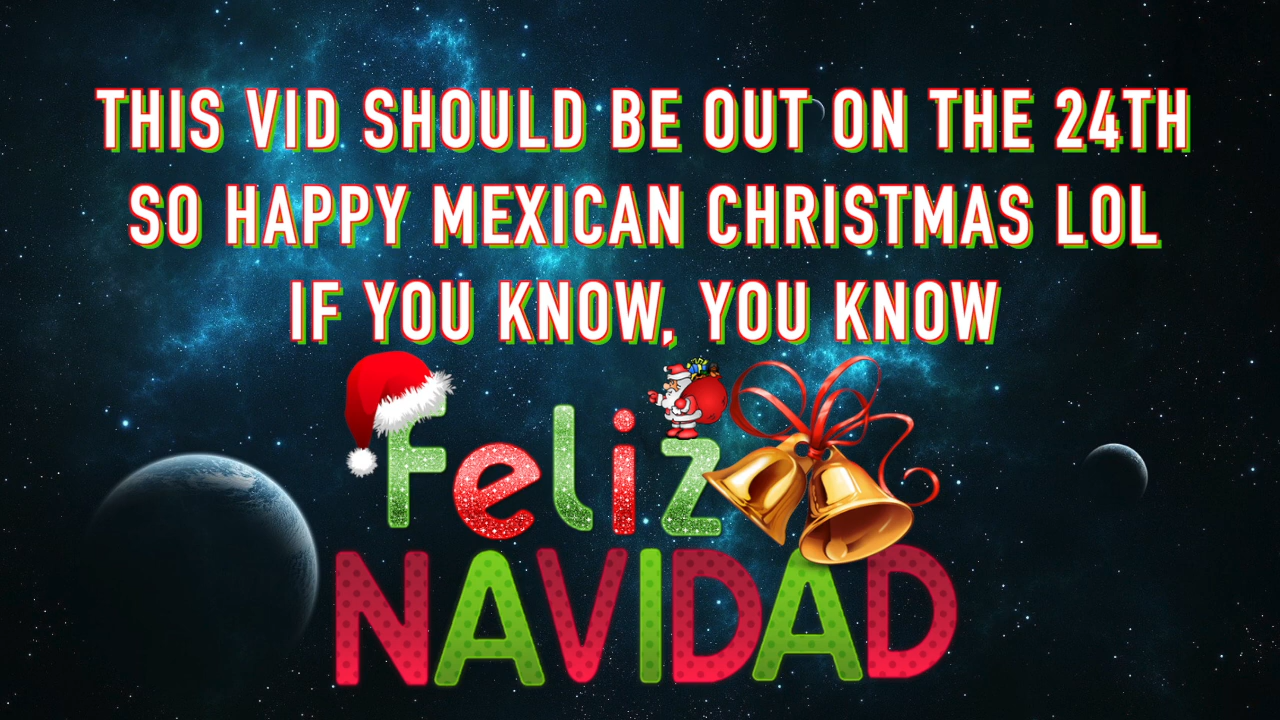 THIS VID SHOULD BE OUT ON THE 24TH
SO HAPPY MEXICAN CHRISTMAS LOL
IF YOU KNOW, YOU KNOW
feliz
NAVIDAD